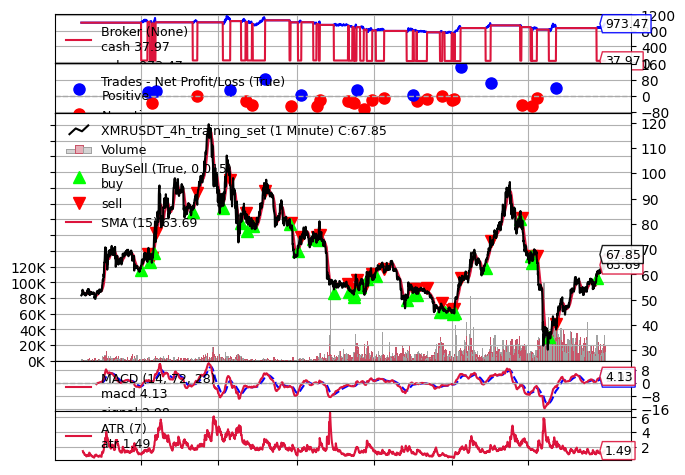 Broker (None)
cash 37.97
1200
973.47
800
400
37.97
Trades - Net Profit/Loss (True)
Positive
160
80
0
−80
XMRUSDT_4h_training_set (1 Minute) C:67.85
Volume
BuySell (True, 0.015)
buy
sell
SMA (15) 63.69
120
110
100
90
80
70
67.85
63.69
60
50
40
30
120K
100K
80K
60K
40K
20K
0K
MACD (14, 72, 28)
macd 4.13
signal 2.98
8
4.13
0
−8
−16
ATR (7)
atr 1.49
6
4
2
1.49